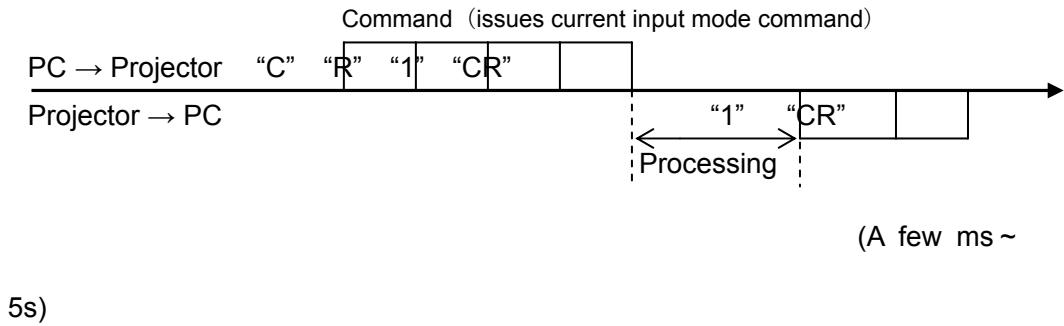 Command（issues current input mode command）
PC → Projector “C” “R” “1” “CR”
Projector → PC “1” “CR”
Processing
(A few ms ~
5s)